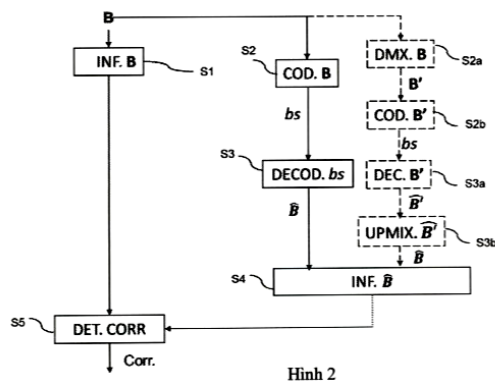 B
INF. B
S1
S2
COD. B
DMX. B
S2a
B'
COD. B'
S2b
bs
bs
S3
DECOD. bs
DEC. B'
S3a
B̂
B̂'
UPMIX. B̂'
S3b
B̂
S4
INF. B̂
S5
DET. CORR
Corr.
Hình 2